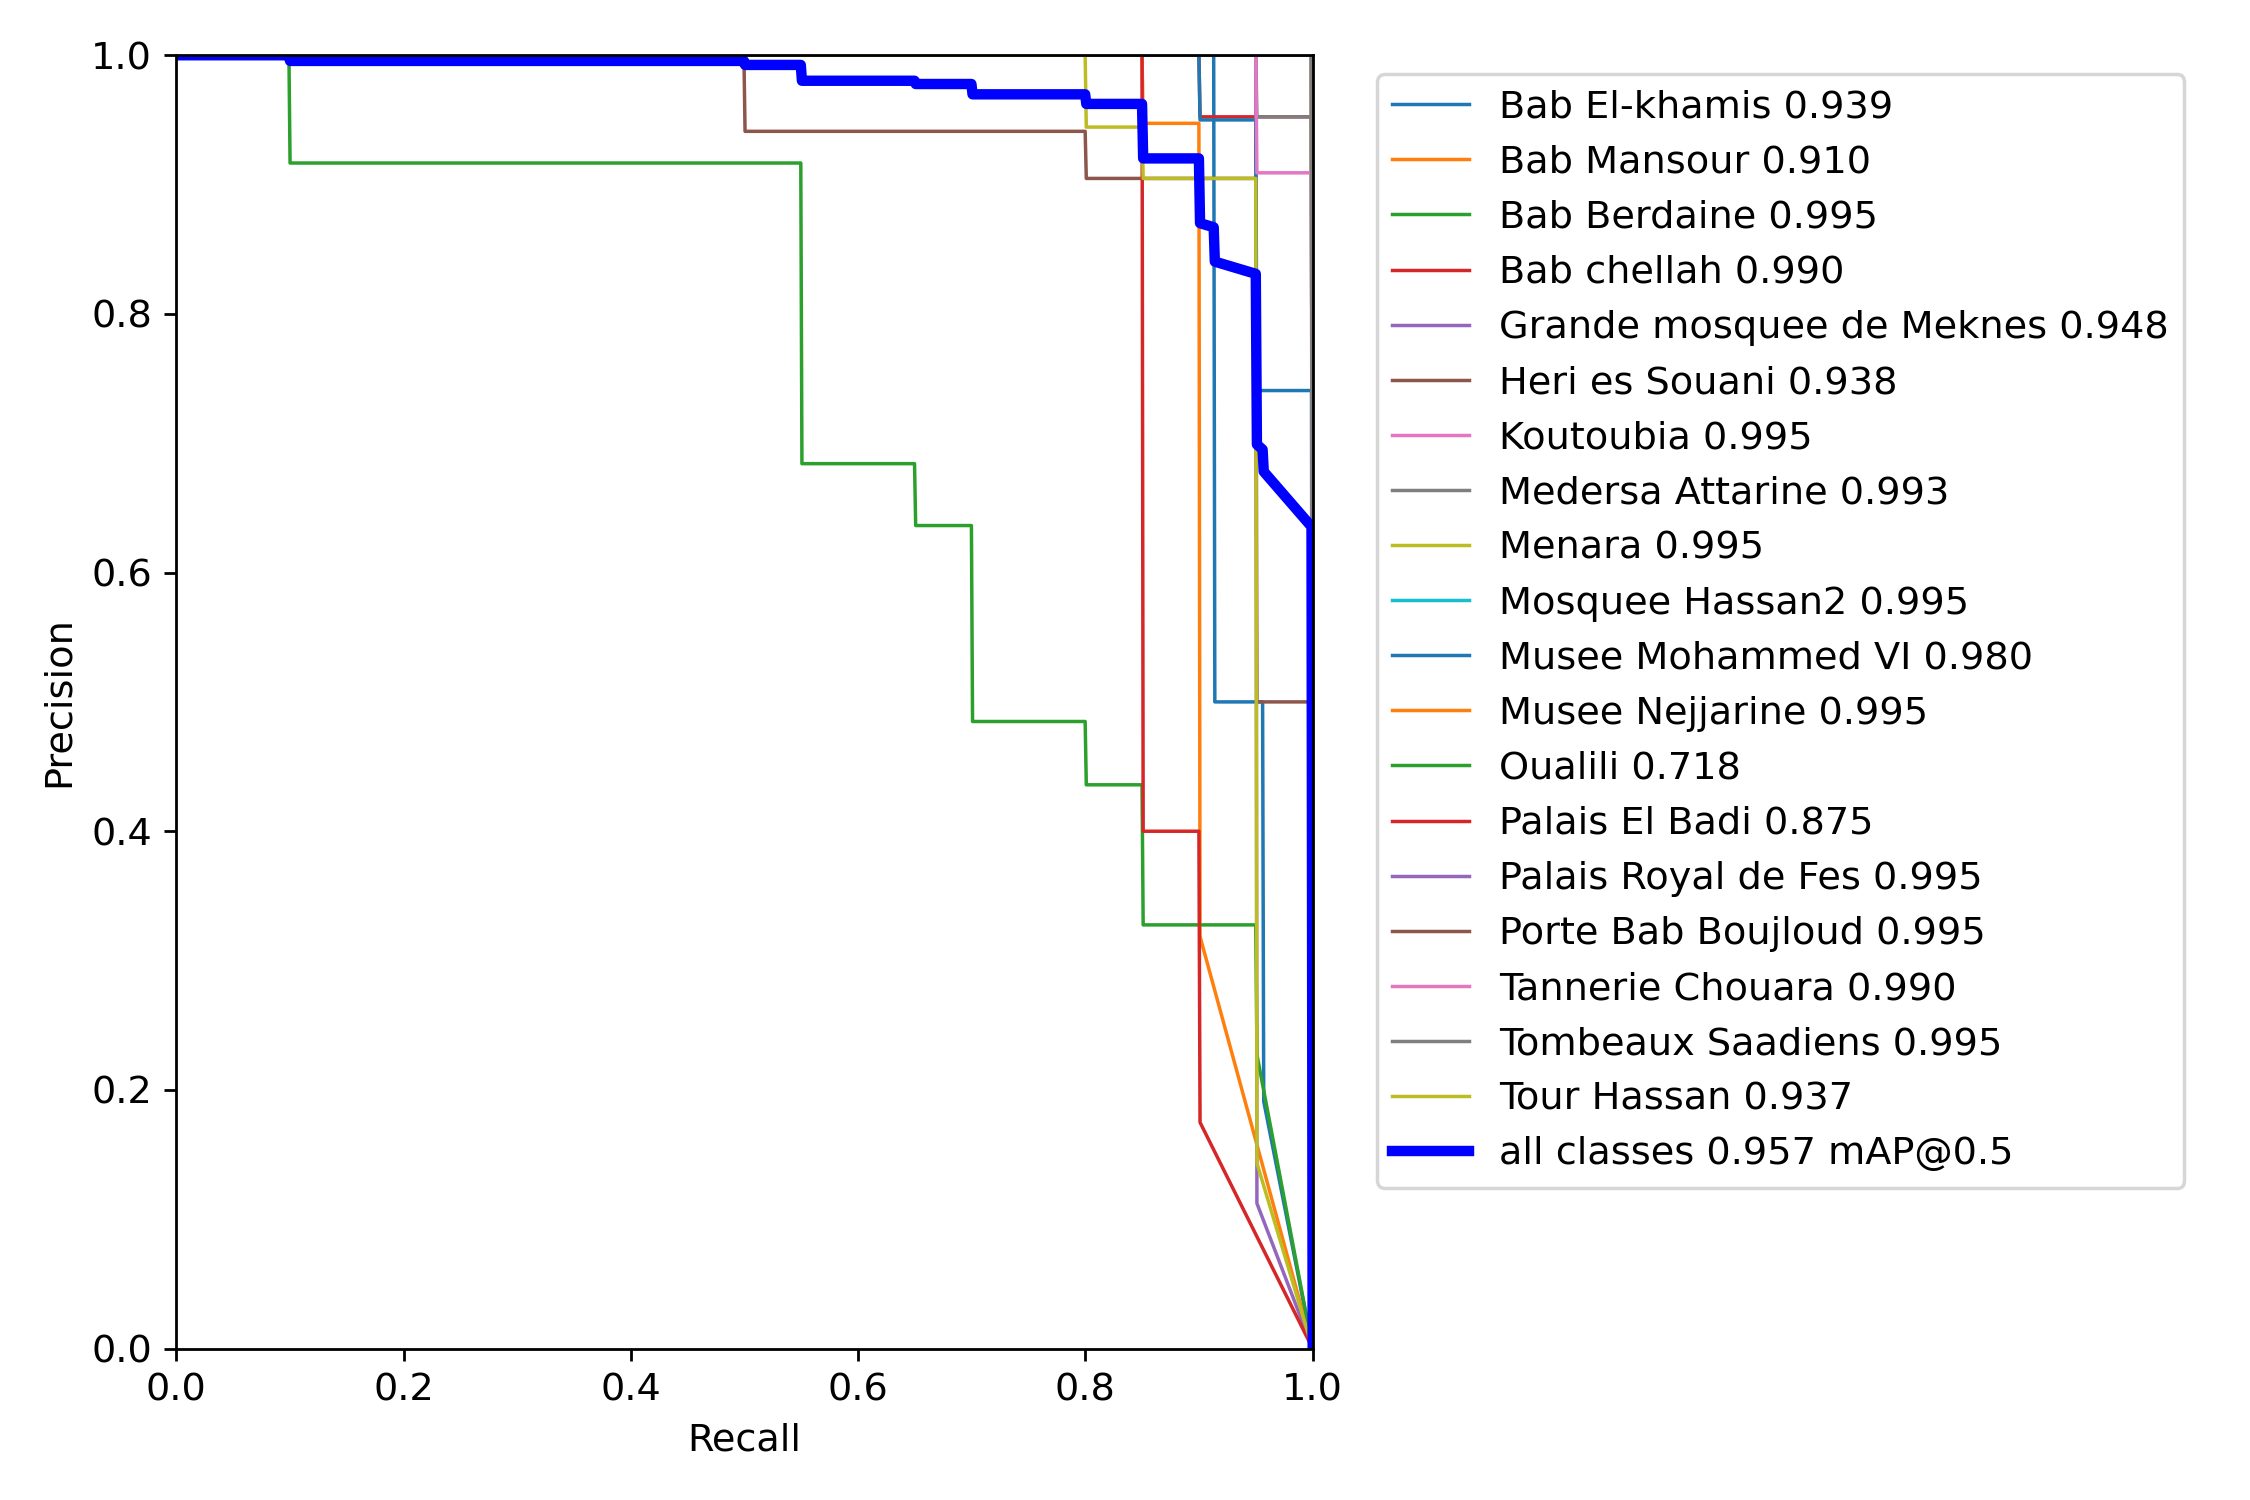 1.0
0.8
0.6
0.4
0.2
0.0
Precision
0.0 0.2 0.4 0.6 0.8 1.0
Recall
Bab El-khamis 0.939
Bab Mansour 0.910
Bab Berdaine 0.995
Bab chellah 0.990
Grande mosquee de Meknes 0.948
Heri es Souani 0.938
Koutoubia 0.995
Medersa Attarine 0.993
Menara 0.995
Mosquee Hassan2 0.995
Musee Mohammed VI 0.980
Musee Nejjarine 0.995
Oualili 0.718
Palais El Badi 0.875
Palais Royal de Fes 0.995
Porte Bab Boujloud 0.995
Tannerie Chouara 0.990
Tombeaux Saadiens 0.995
Tour Hassan 0.937
all classes 0.957 mAP@0.5